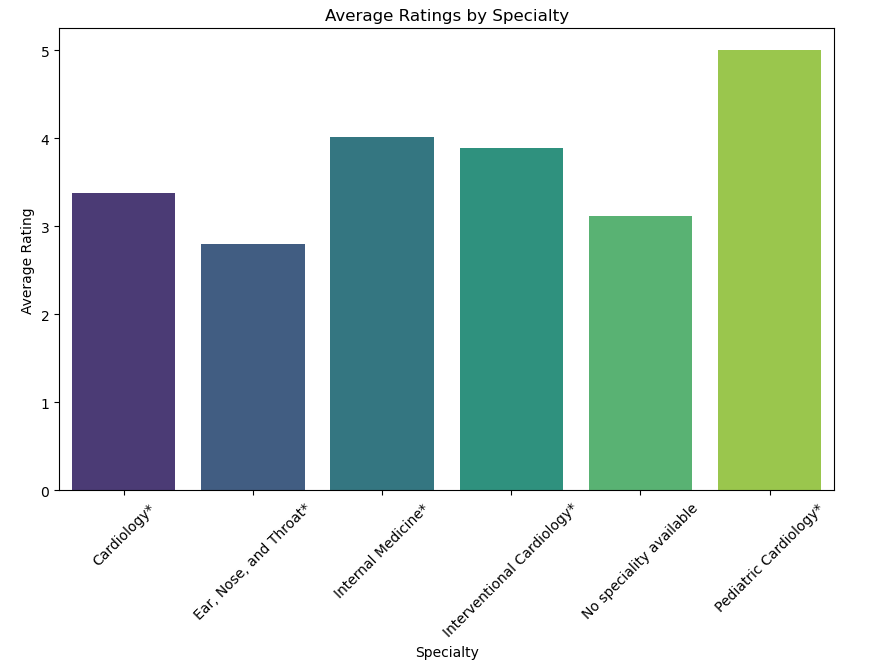 Average Ratings by Specialty
Average Rating
5
4
3
2
1
0
Cardiology*
Ear, Nose, and Throat*
Internal Medicine*
Interventional Cardiology*
No speciality available
Pediatric Cardiology*
Specialty